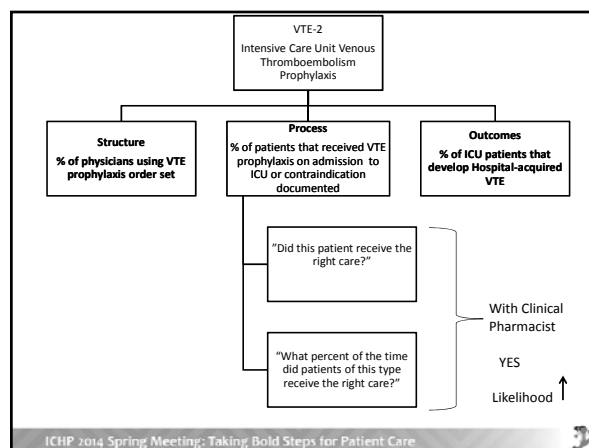 VTE-2
Intensive Care Unit Venous
Thromboembolism
Prophylaxis
Structure
% of physicians using VTE
prophylaxis order set
Process
% of patients that received VTE
prophylaxis on admission to
ICU or contraindication
documented
Outcomes
% of ICU patients that
develop Hospital-acquired
VTE
"Did this patient receive the
right care?"
"What percent of the time
did patients of this type
receive the right care?"
With Clinical
Pharmacist
YES
Likelihood
ICHP 2014 Spring Meeting: Taking Bold Steps for Patient Care